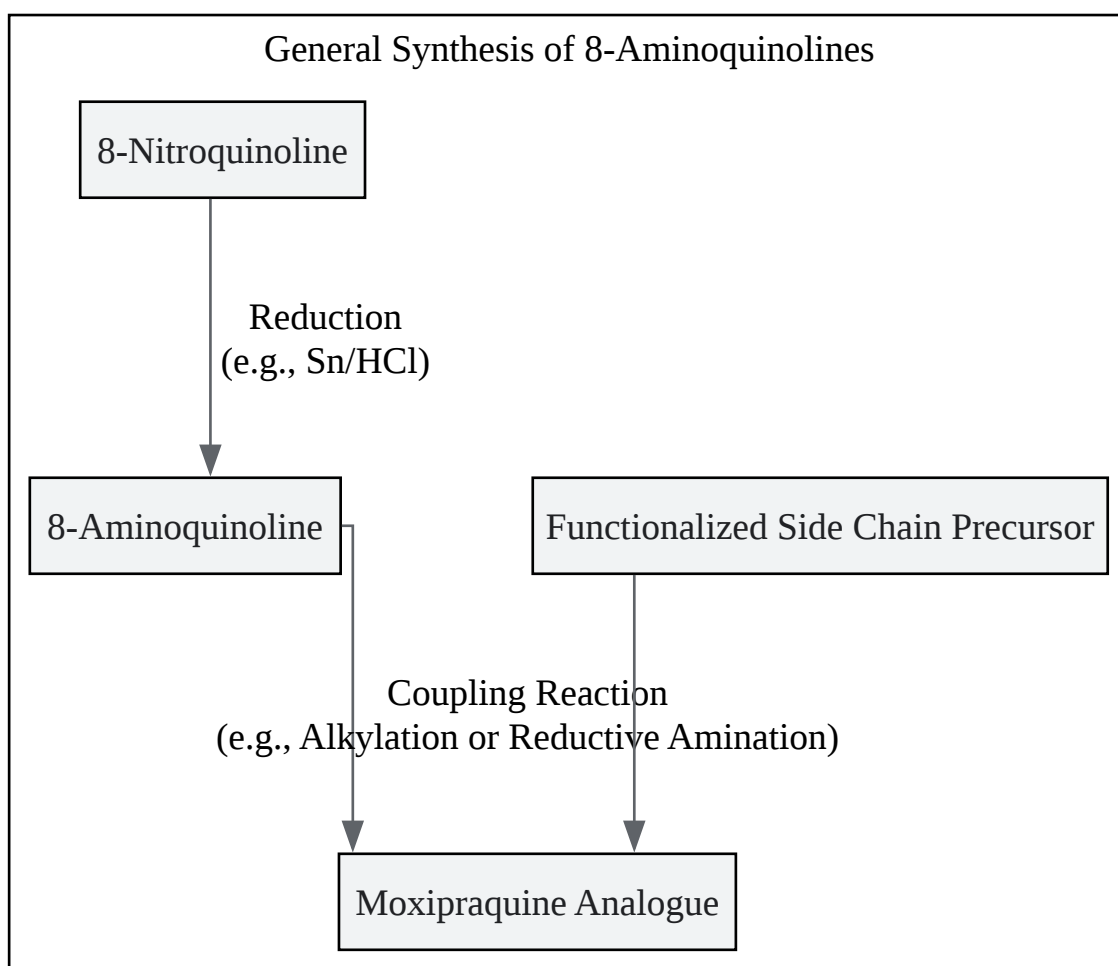 General Synthesis of 8-Aminoquinolines
8-Nitroquinoline
Reduction
(e.g., Sn/HCl)
8-Aminoquinoline
Functionalized Side Chain Precursor
Coupling Reaction
(e.g., Alkylation or Reductive Amination)
Moxipraquine Analogue